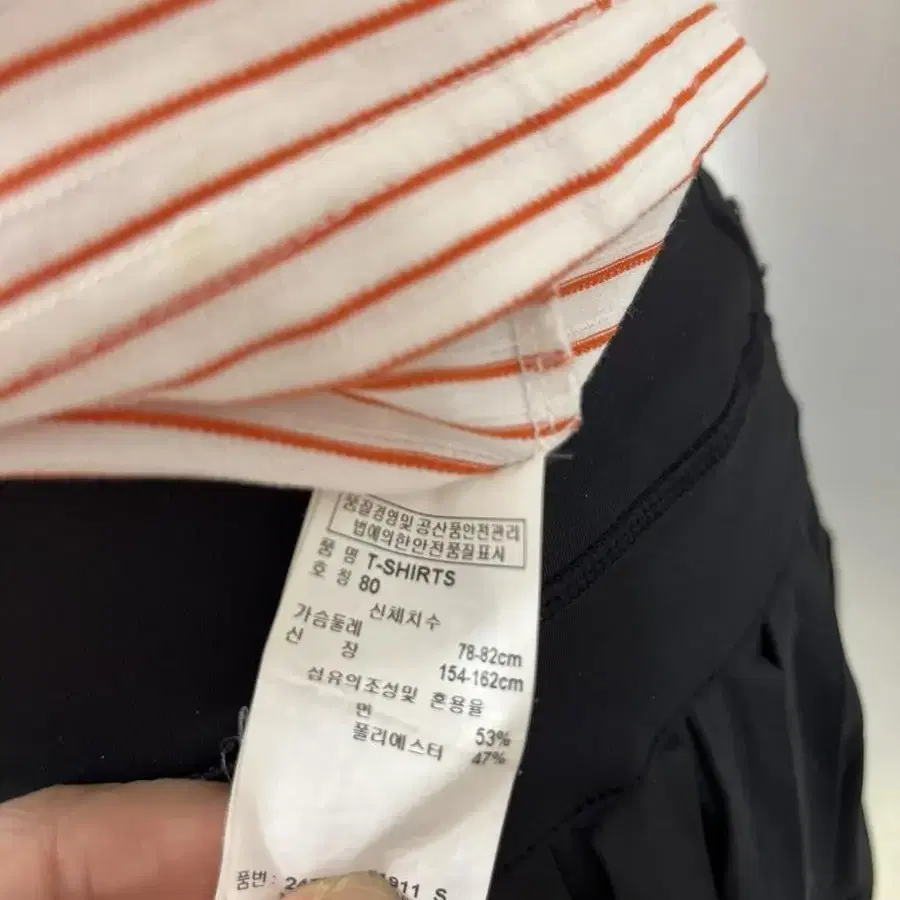 품질경영및 공산품안전관리
법에의한안전품질표시
품 명 T-SHIRTS
호 칭 80
신체치수
가슴둘레 78-82cm
신 장 154-162cm
섬유의조성및 혼용율
면 53%
폴리에스터 47%
품번: S